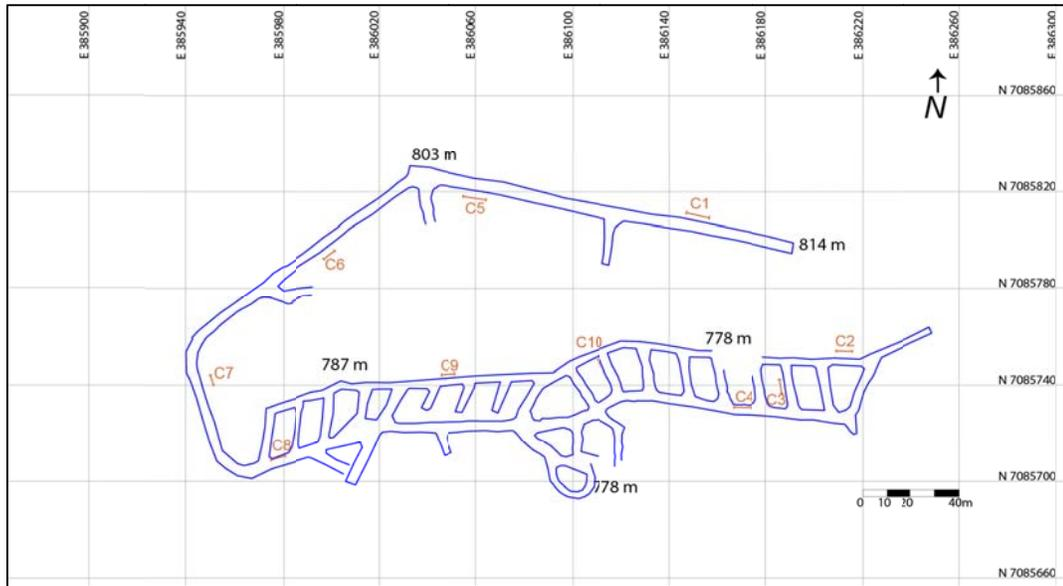 E 385900
E 385940
E 385980
E 386020
E 386060
E 386100
E 386140
E 386180
E 386220
E 386260
E 386300
N 7085860
N
803 m
N 7085820
C1
C5
814 m
C6
N 7085780
C10
778 m
C2
787 m
C9
C7
N 7085740
C4
C3
C8
778 m
N 7085700
0 10 20 40m
N 7085660